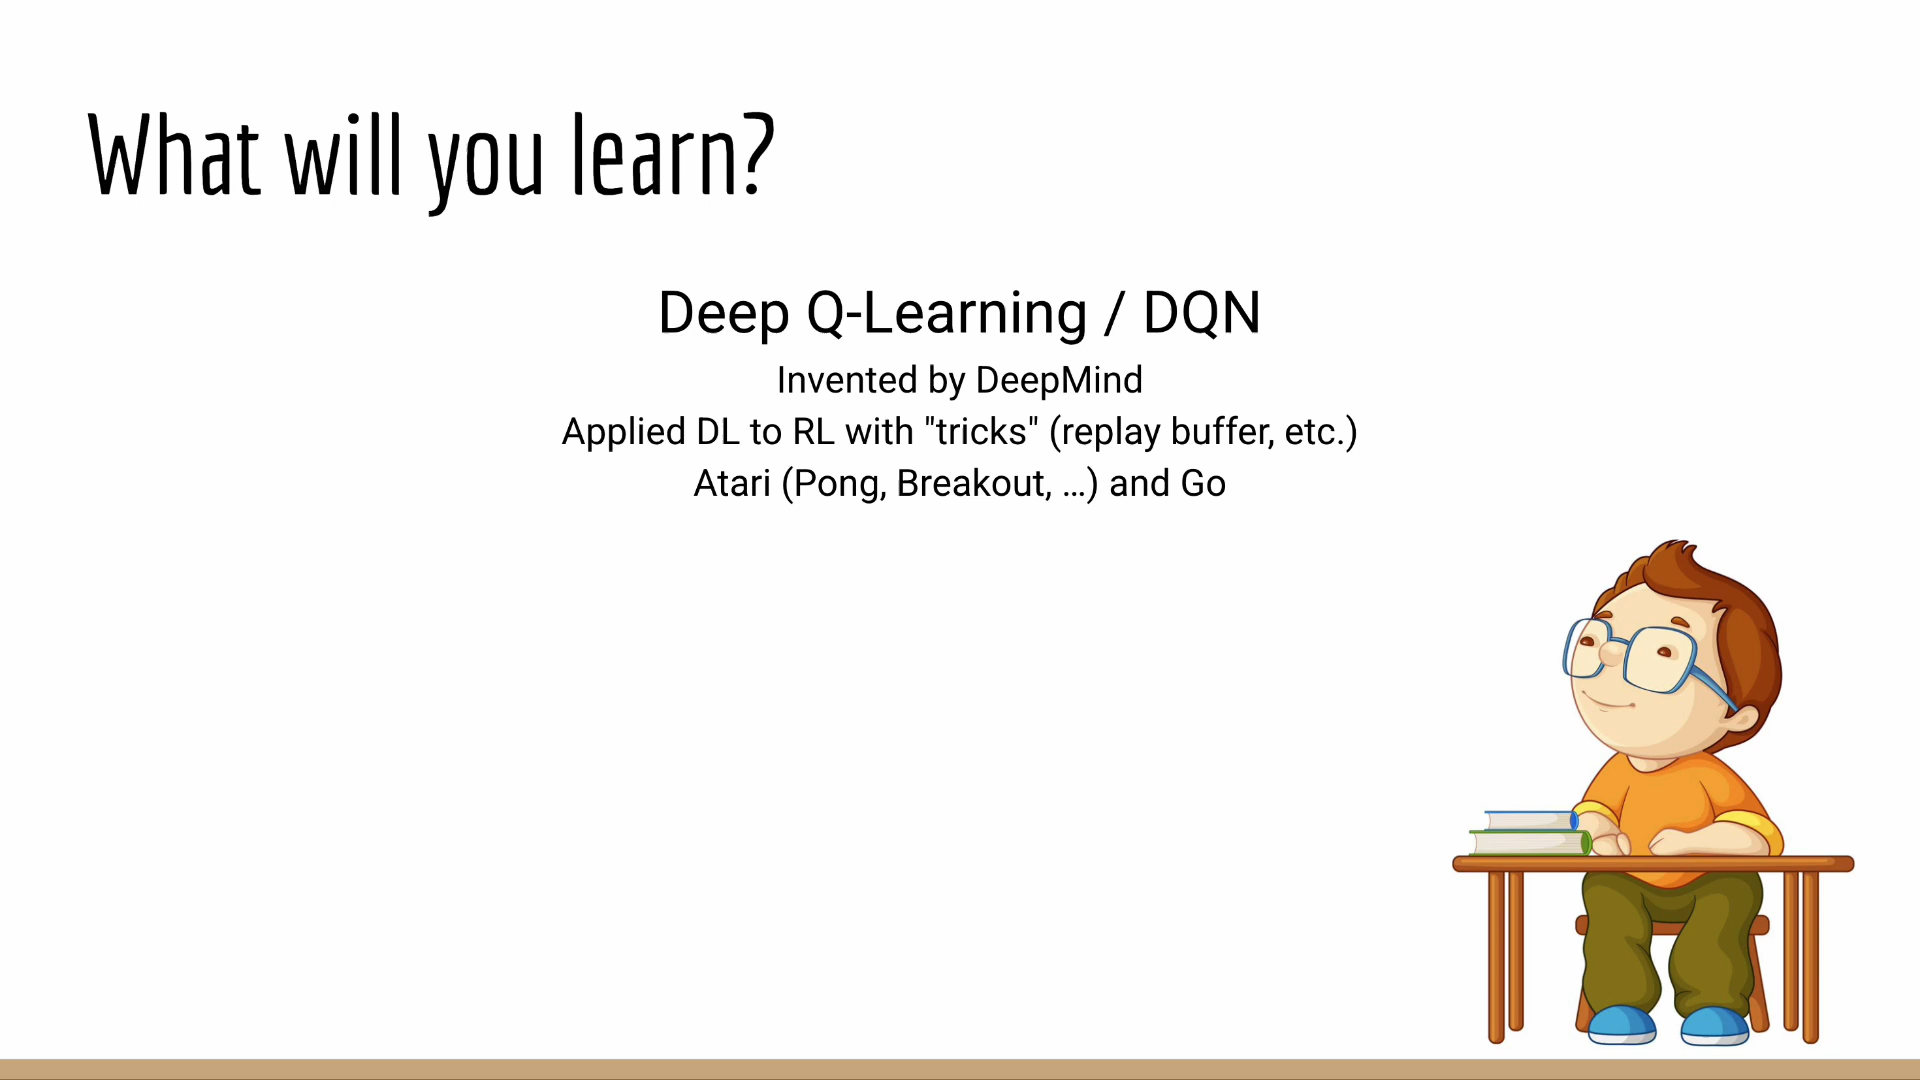 What will you learn?
Deep Q-Learning / DQN
Invented by DeepMind
Applied DL to RL with "tricks" (replay buffer, etc.)
Atari (Pong, Breakout, …) and Go